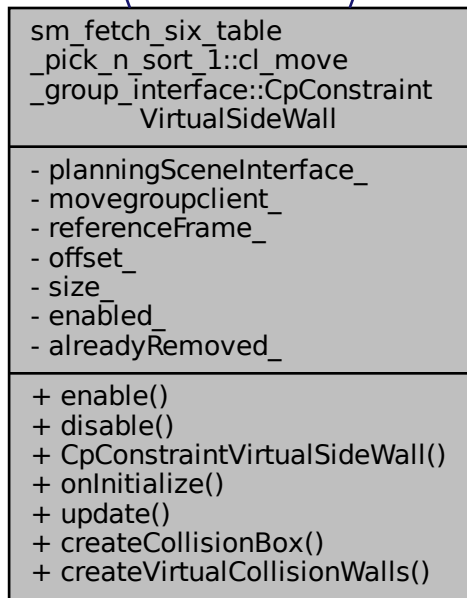 sm_fetch_six_table
_pick_n_sort_1::cl_move
_group_interface::CpConstraint
VirtualSideWall
- planningSceneInterface_
- movegroupclient_
- referenceFrame_
- offset_
- size_
- enabled_
- alreadyRemoved_
+ enable()
+ disable()
+ CpConstraintVirtualSideWall()
+ onInitialize()
+ update()
+ createCollisionBox()
+ createVirtualCollisionWalls()